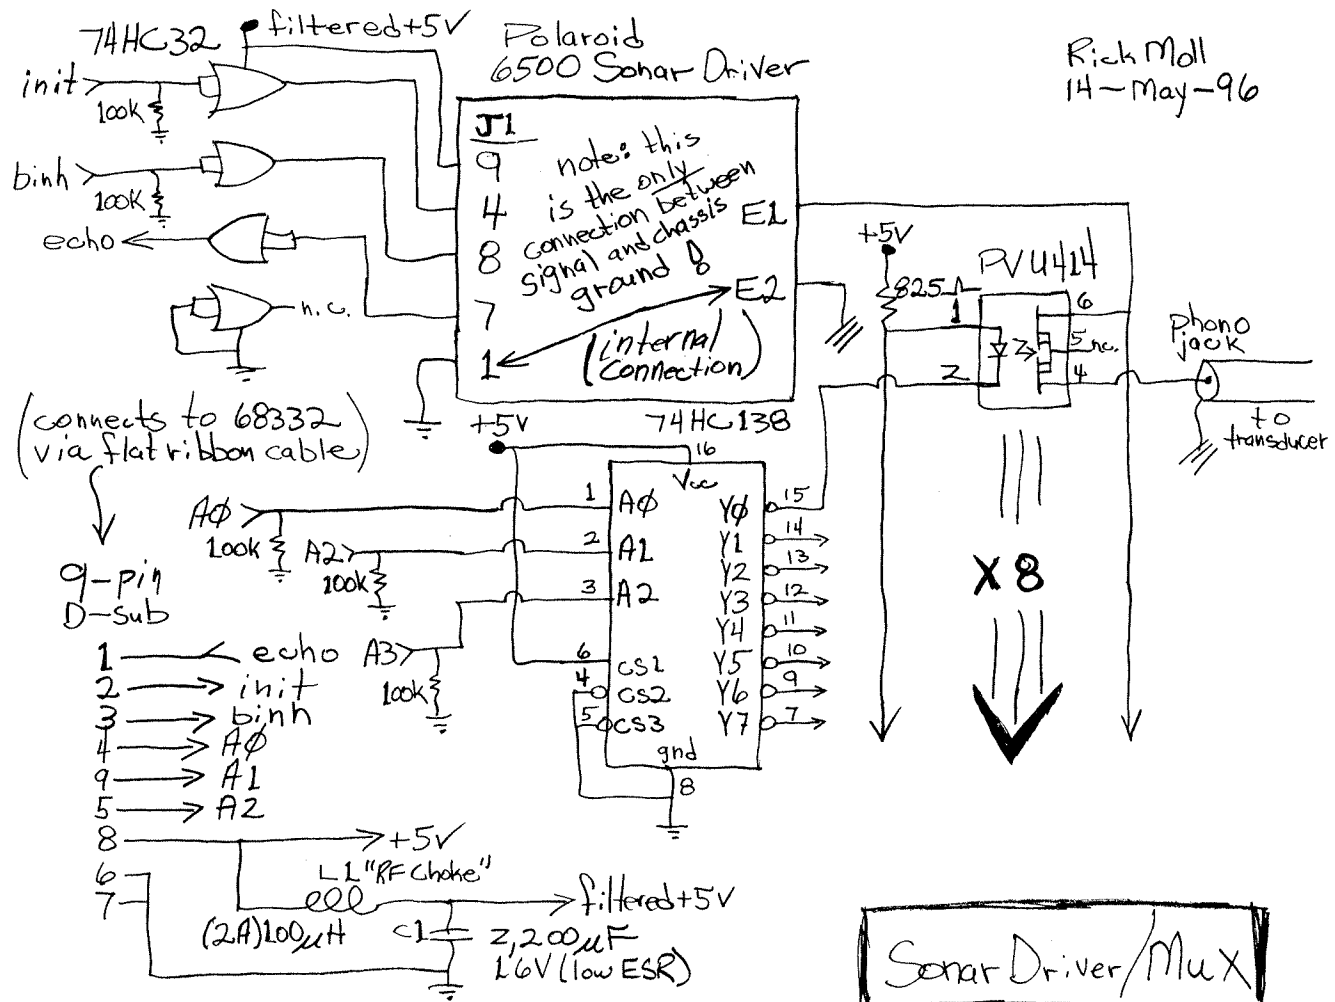 74HC32
filtered+5V
init
100k
binh
100k
echo
n.c.
Polaroid
6500 Sonar Driver
J1
9
4
8
7
1
note: this
is the only
connection between
signal and chassis
ground!
E1
E2
(internal
connection)
Rick Moll
14-May-96
+5V
825Ω
PVU414
1
2
6
5 n.c.
4
phono
jack
to
transducer
(connects to 68332
via flat ribbon cable)
9-pin
D-sub
1 echo
2 init
3 binh
4 AØ
9 A1
5 A2
8 +5V
6
7
L1 "RF Choke"
(2A)100µH
filtered+5V
C1
2,200µF
16V (low ESR)
+5V
74HC138
16
Vcc
AØ
100k
A2
100k
A3
100k
1 AØ
2 A1
3 A2
6 CS1
4 CS2
5 CS3
gnd
8
YØ 15
Y1 14
Y2 13
Y3 12
Y4 11
Y5 10
Y6 9
Y7 7
X8
Sonar Driver/Mux